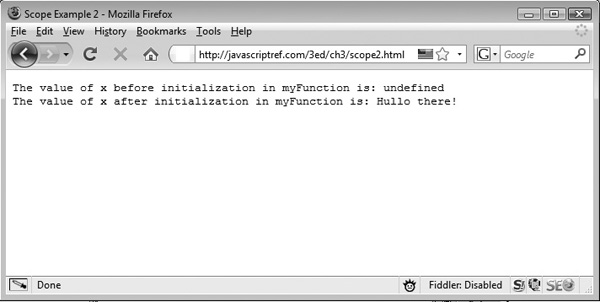 Scope Example 2 - Mozilla Firefox
File Edit View History Bookmarks Tools Help
http://javascriptref.com/3ed/ch3/scope2.html
G Google
The value of x before initialization in myFunction is: undefined
The value of x after initialization in myFunction is: Hullo there!
Done Fiddler: Disabled S! SEO